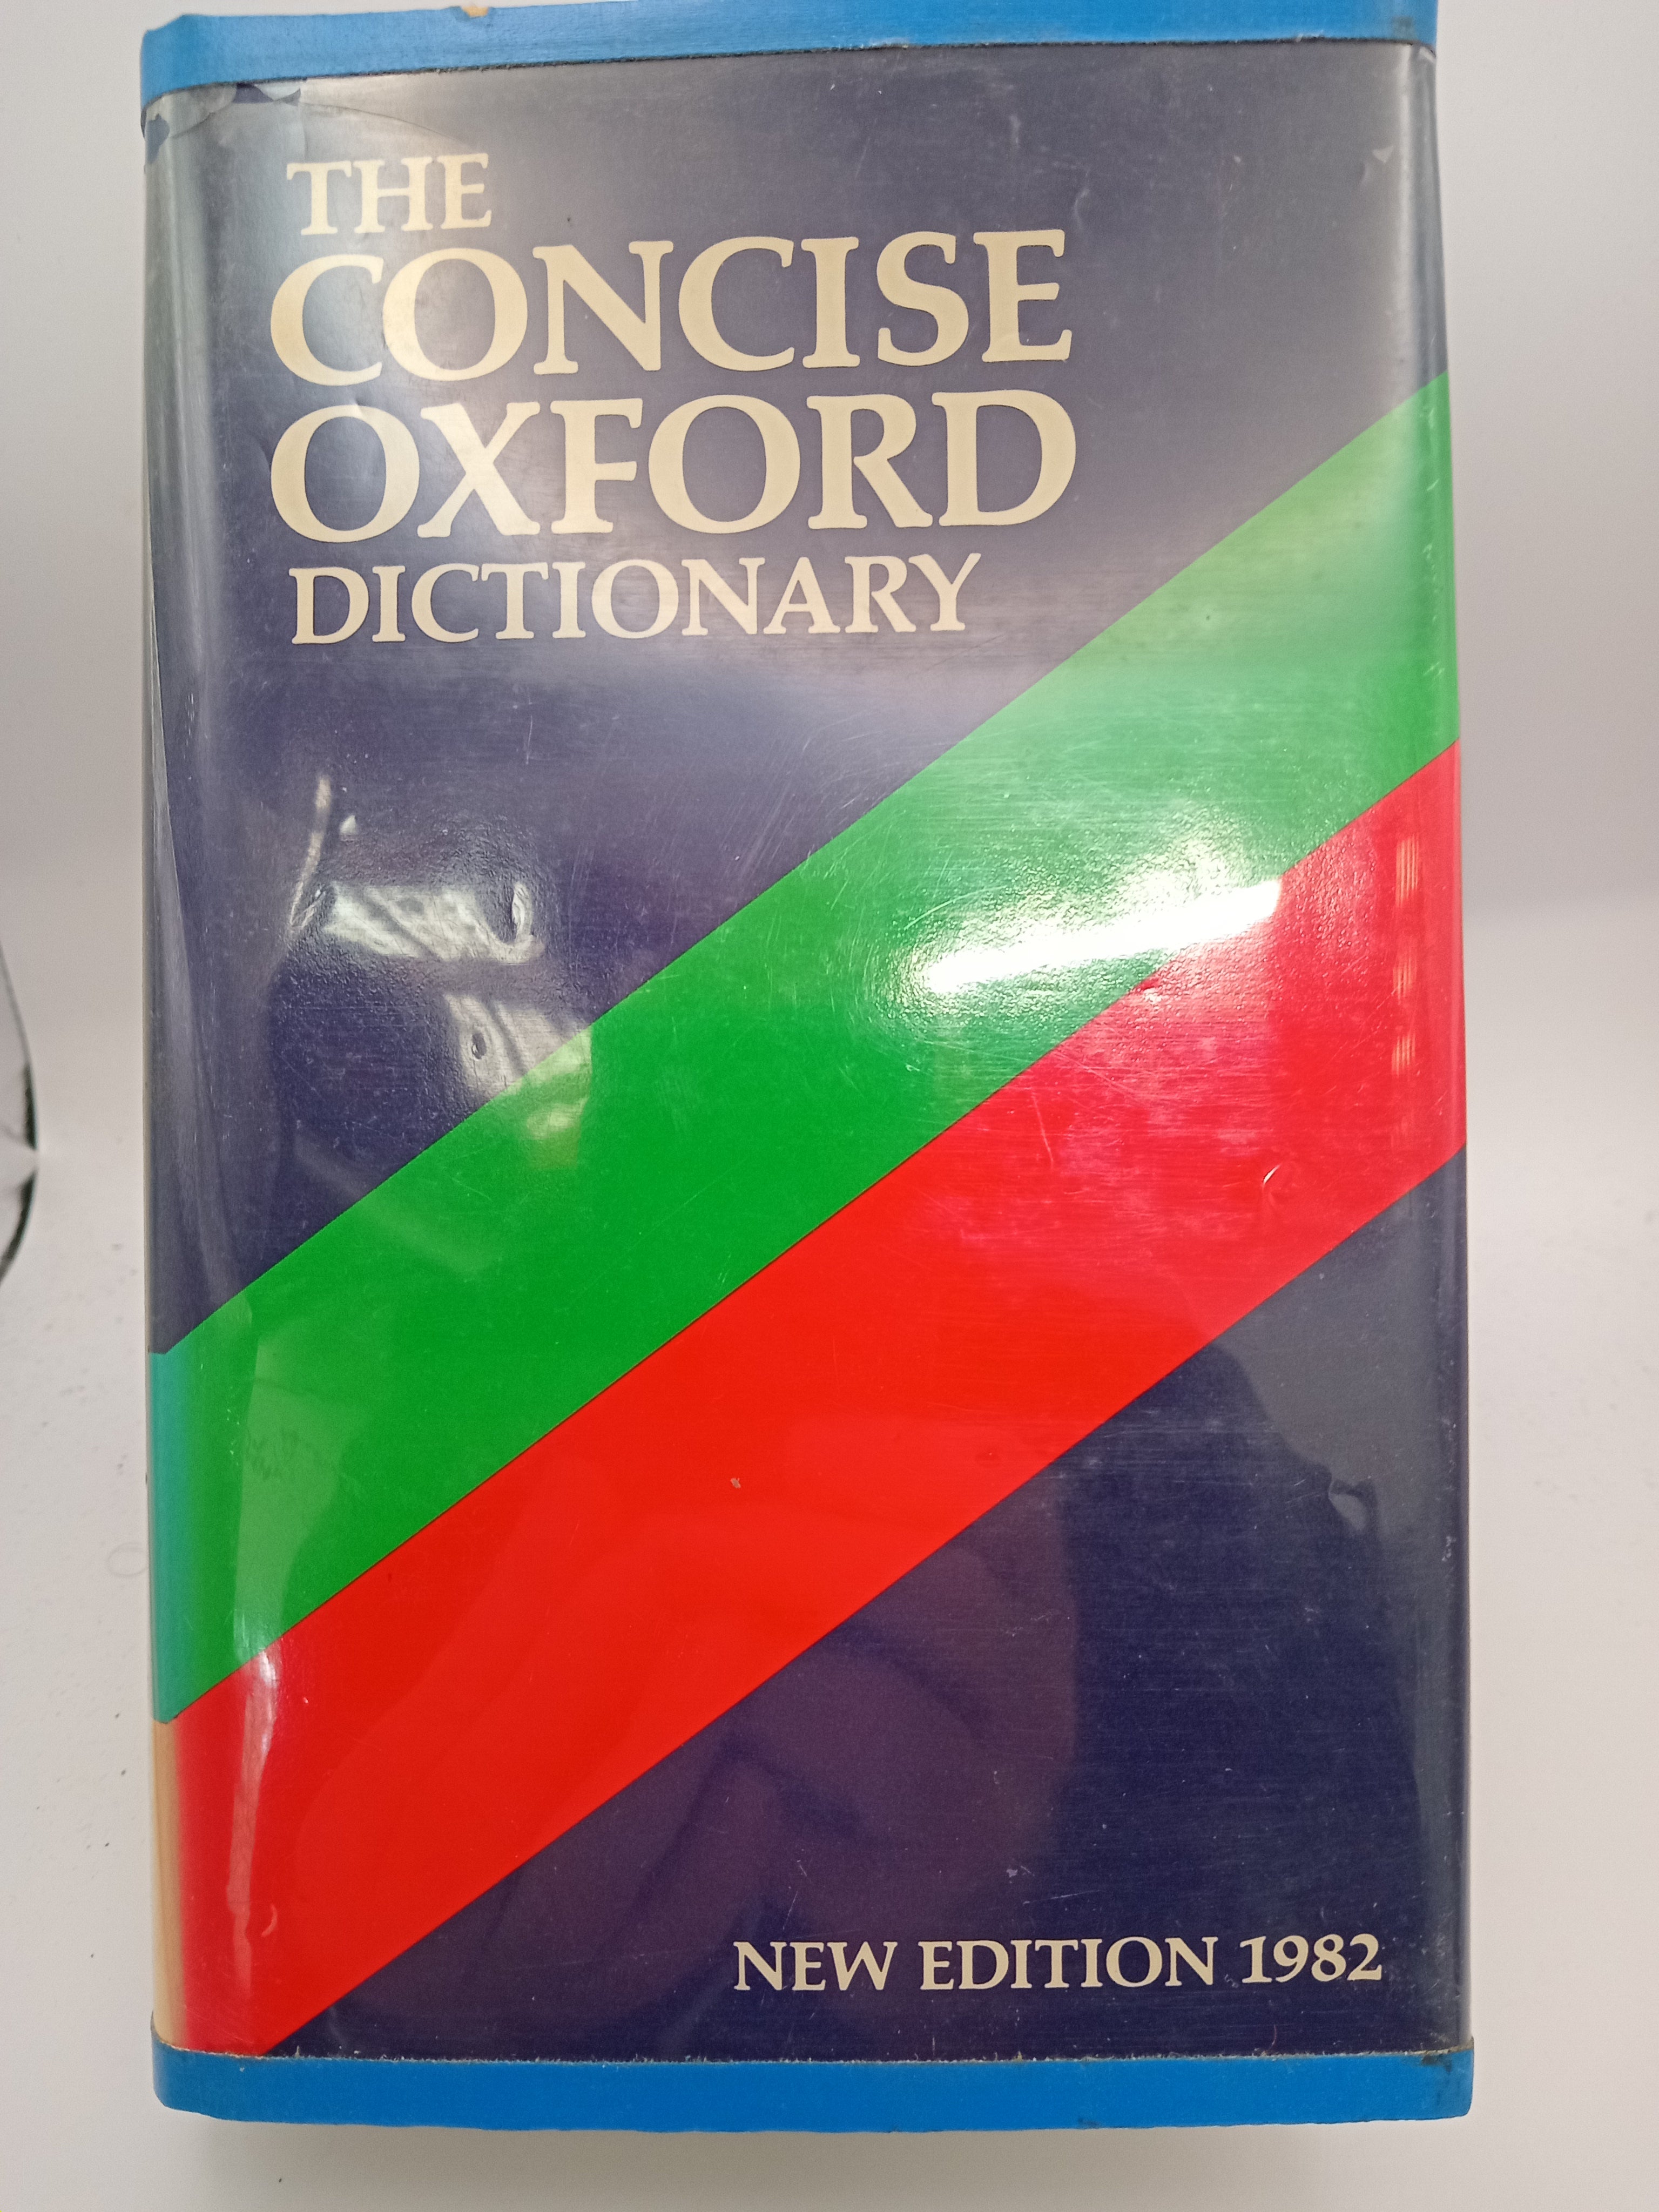 THE
CONCISE
OXFORD
DICTIONARY
NEW EDITION 1982